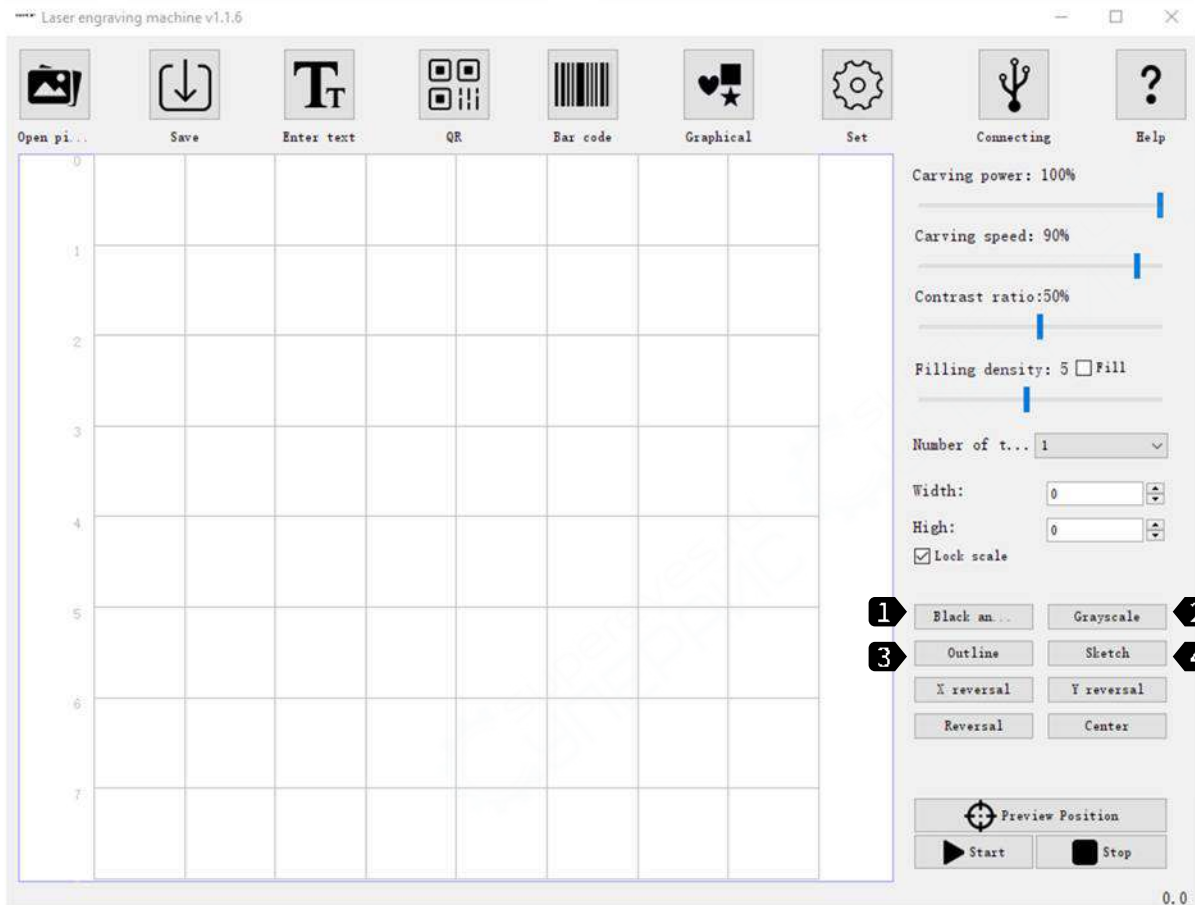 Laser engraving machine v1.1.6
Open pi... Save Enter text QR Bar code Graphical Set Connecting Help
0
1
2
3
4
5
6
7
Carving power: 100%
Carving speed: 90%
Contrast ratio:50%
Filling density: 5 Fill
Number of t... 1
Width: 0
High: 0
Lock scale
1 Black an... Grayscale 2
3 Outline Sketch 4
X reversal Y reversal
Reversal Center
Preview Position
Start Stop
0.0